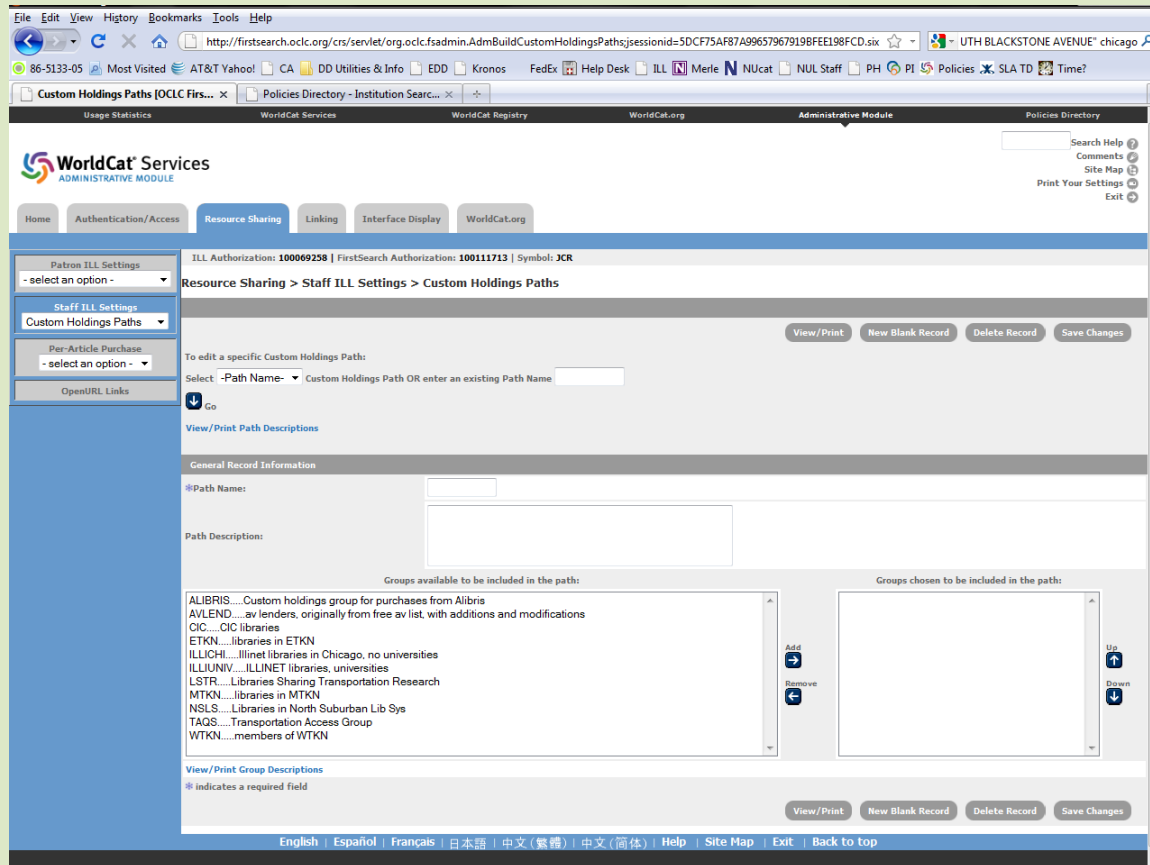 File Edit View History Bookmarks Tools Help
http://firstsearch.oclc.org/crs/servlet/org.oclc.fsadmin.AdmBuildCustomHoldingsPaths;jsessionid=5DCF75AF87A99657967919BFEE198FCD.six UTH BLACKSTONE AVENUE" chicago
86-5133-05 Most Visited AT&T Yahoo! CA DD Utilities & Info EDD Kronos FedEx Help Desk ILL Merle NUcat NUL Staff PH PI Policies SLA TD Time?
Custom Holdings Paths [OCLC Firs... Policies Directory - Institution Searc...
Usage Statistics WorldCat Services WorldCat Registry WorldCat.org Administrative Module Policies Directory
Search Help
Comments
Site Map
Print Your Settings
Exit
WorldCat® Services
ADMINISTRATIVE MODULE
Home Authentication/Access Resource Sharing Linking Interface Display WorldCat.org
ILL Authorization: 100069258 | FirstSearch Authorization: 100111713 | Symbol: JCR
Patron ILL Settings
- select an option -
Resource Sharing > Staff ILL Settings > Custom Holdings Paths
Staff ILL Settings
Custom Holdings Paths
View/Print New Blank Record Delete Record Save Changes
Per-Article Purchase
- select an option -
OpenURL Links
To edit a specific Custom Holdings Path:
Select -Path Name- Custom Holdings Path OR enter an existing Path Name
Go
View/Print Path Descriptions
General Record Information
*Path Name:
Path Description:
Groups available to be included in the path: Groups chosen to be included in the path:
ALIBRIS.....Custom holdings group for purchases from Alibris
AVLEND.....av lenders, originally from free av list, with additions and modifications
CIC.....CIC libraries
ETKN.....libraries in ETKN
ILLICHI.....Illinet libraries in Chicago, no universities
ILLIUNIV.....ILLINET libraries, universities
LSTR.....Libraries Sharing Transportation Research
MTKN.....libraries in MTKN
NSLS.....Libraries in North Suburban Lib Sys
TAQS.....Transportation Access Group
WTKN.....members of WTKN
Add
Remove
Up
Down
View/Print Group Descriptions
* indicates a required field
View/Print New Blank Record Delete Record Save Changes
English | Español | Français | 日本語 | 中文(繁體) | 中文(简体) | Help | Site Map | Exit | Back to top